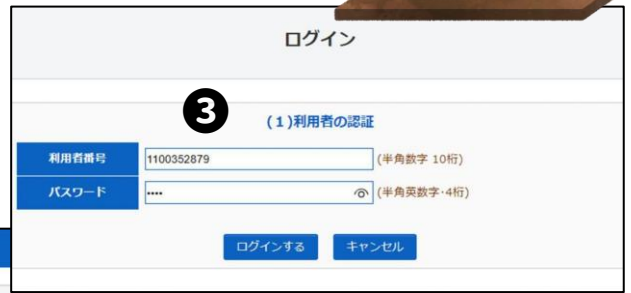 ログイン
3
(1)利用者の認証
利用者番号 1100352879 (半角数字 10桁)
パスワード •••• (半角英数字・4桁)
ログインする キャンセル